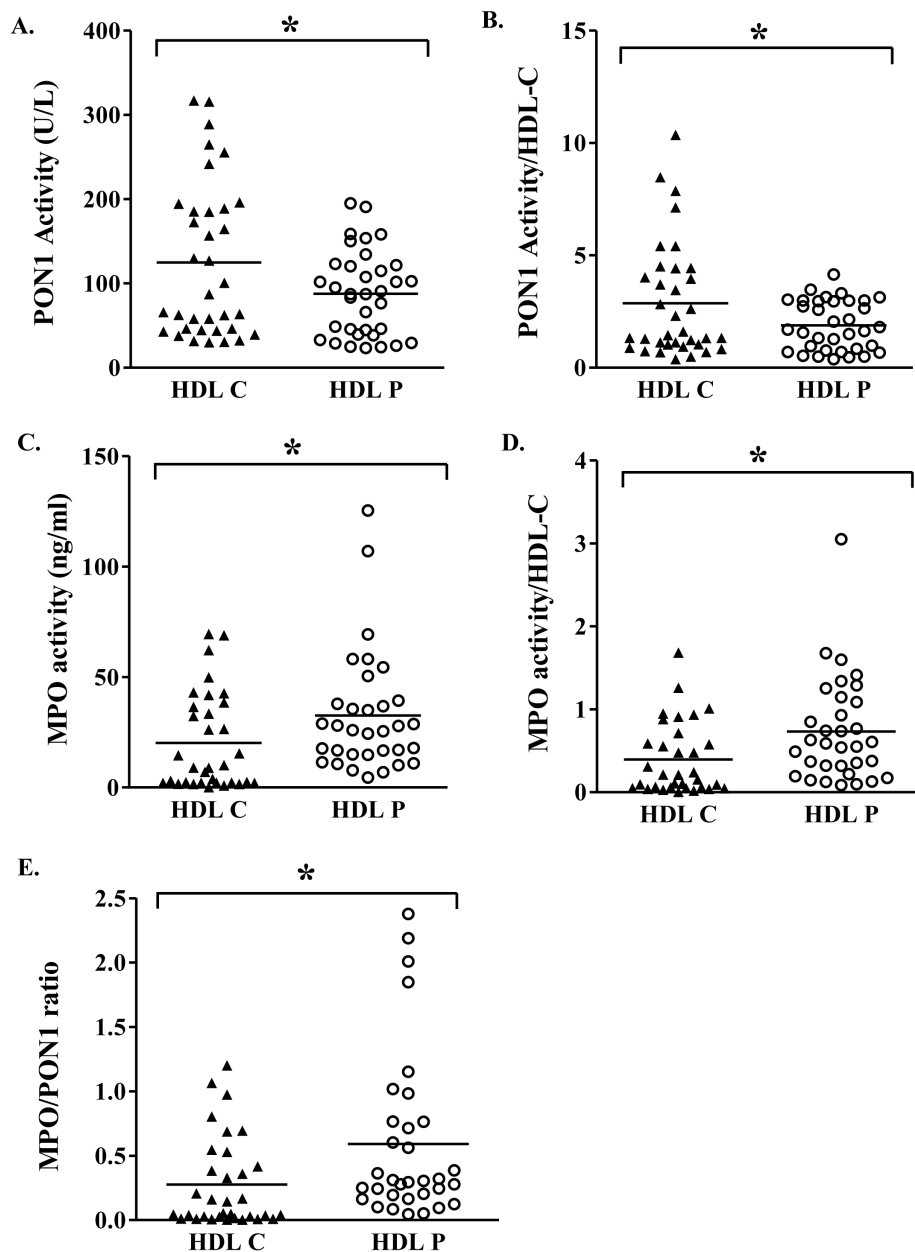 A.
*
PON1 Activity (U/L)
400
300
200
100
0
HDL C
HDL P
B.
*
PON1 Activity/HDL-C
15
10
5
0
HDL C
HDL P
C.
*
MPO activity (ng/ml)
150
100
50
0
HDL C
HDL P
D.
*
MPO activity/HDL-C
4
3
2
1
0
HDL C
HDL P
E.
*
MPO/PON1 ratio
2.5
2.0
1.5
1.0
0.5
0.0
HDL C
HDL P